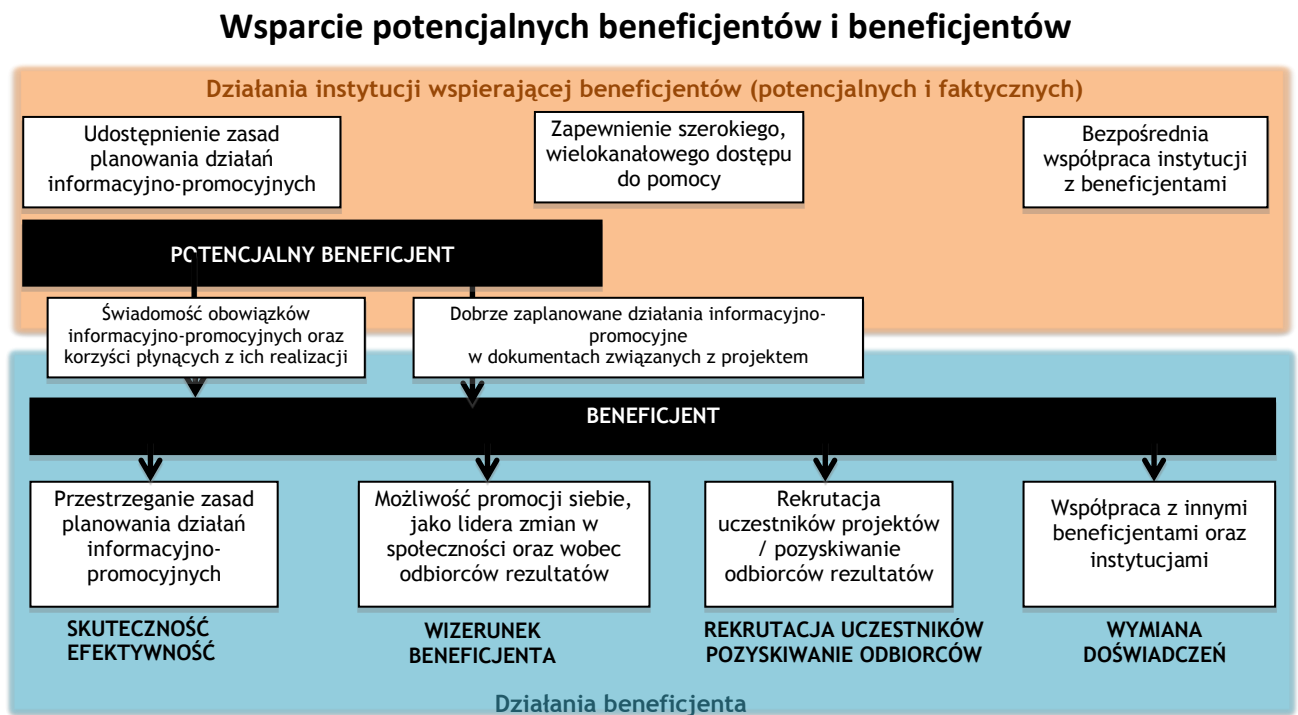 Wsparcie potencjalnych beneficjentów i beneficjentów
Działania instytucji wspierającej beneficjentów (potencjalnych i faktycznych)
Udostępnienie zasad
planowania działań
informacyjno-promocyjnych
Zapewnienie szerokiego,
wielokanałowego dostępu
do pomocy
Bezpośrednia
współpraca instytucji
z beneficjentami
POTENCJALNY BENEFICJENT
Świadomość obowiązków
informacyjno-promocyjnych oraz
korzyści płynących z ich realizacji
Dobrze zaplanowane działania informacyjno-
promocyjne
w dokumentach związanych z projektem
BENEFICJENT
Przestrzeganie zasad
planowania działań
informacyjno-
promocyjnych
Możliwość promocji siebie,
jako lidera zmian w
społeczności oraz wobec
odbiorców rezultatów
Rekrutacja
uczestników projektów
/ pozyskiwanie
odbiorców rezultatów
Współpraca z innymi
beneficjentami oraz
instytucjami
SKUTECZNOŚĆ
EFEKTYWNOŚĆ
WIZERUNEK
BENEFICJENTA
REKRUTACJA UCZESTNIKÓW
POZYSKIWANIE ODBIORCÓW
WYMIANA
DOŚWIADCZEŃ
Działania beneficjenta